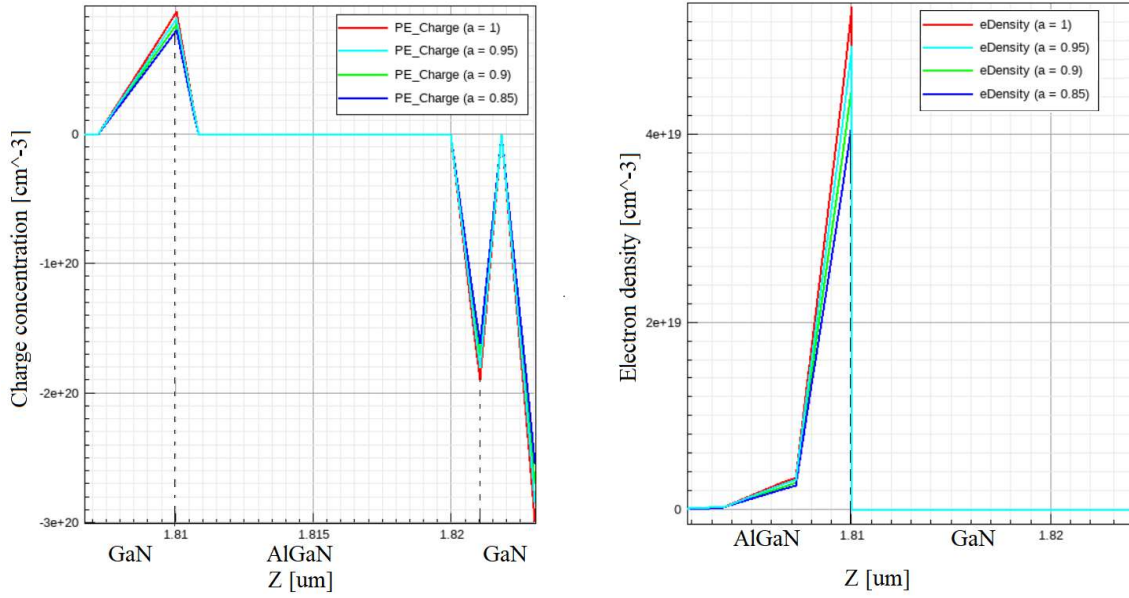 PE_Charge (a = 1)
PE_Charge (a = 0.95)
PE_Charge (a = 0.9)
PE_Charge (a = 0.85)
Charge concentration [cm^-3]
0
-1e+20
-2e+20
-3e+20
1.81
1.815
1.82
GaN
AlGaN
GaN
Z [um]
eDensity (a = 1)
eDensity (a = 0.95)
eDensity (a = 0.9)
eDensity (a = 0.85)
Electron density [cm^-3]
4e+19
2e+19
0
1.81
1.82
AlGaN
GaN
Z [um]